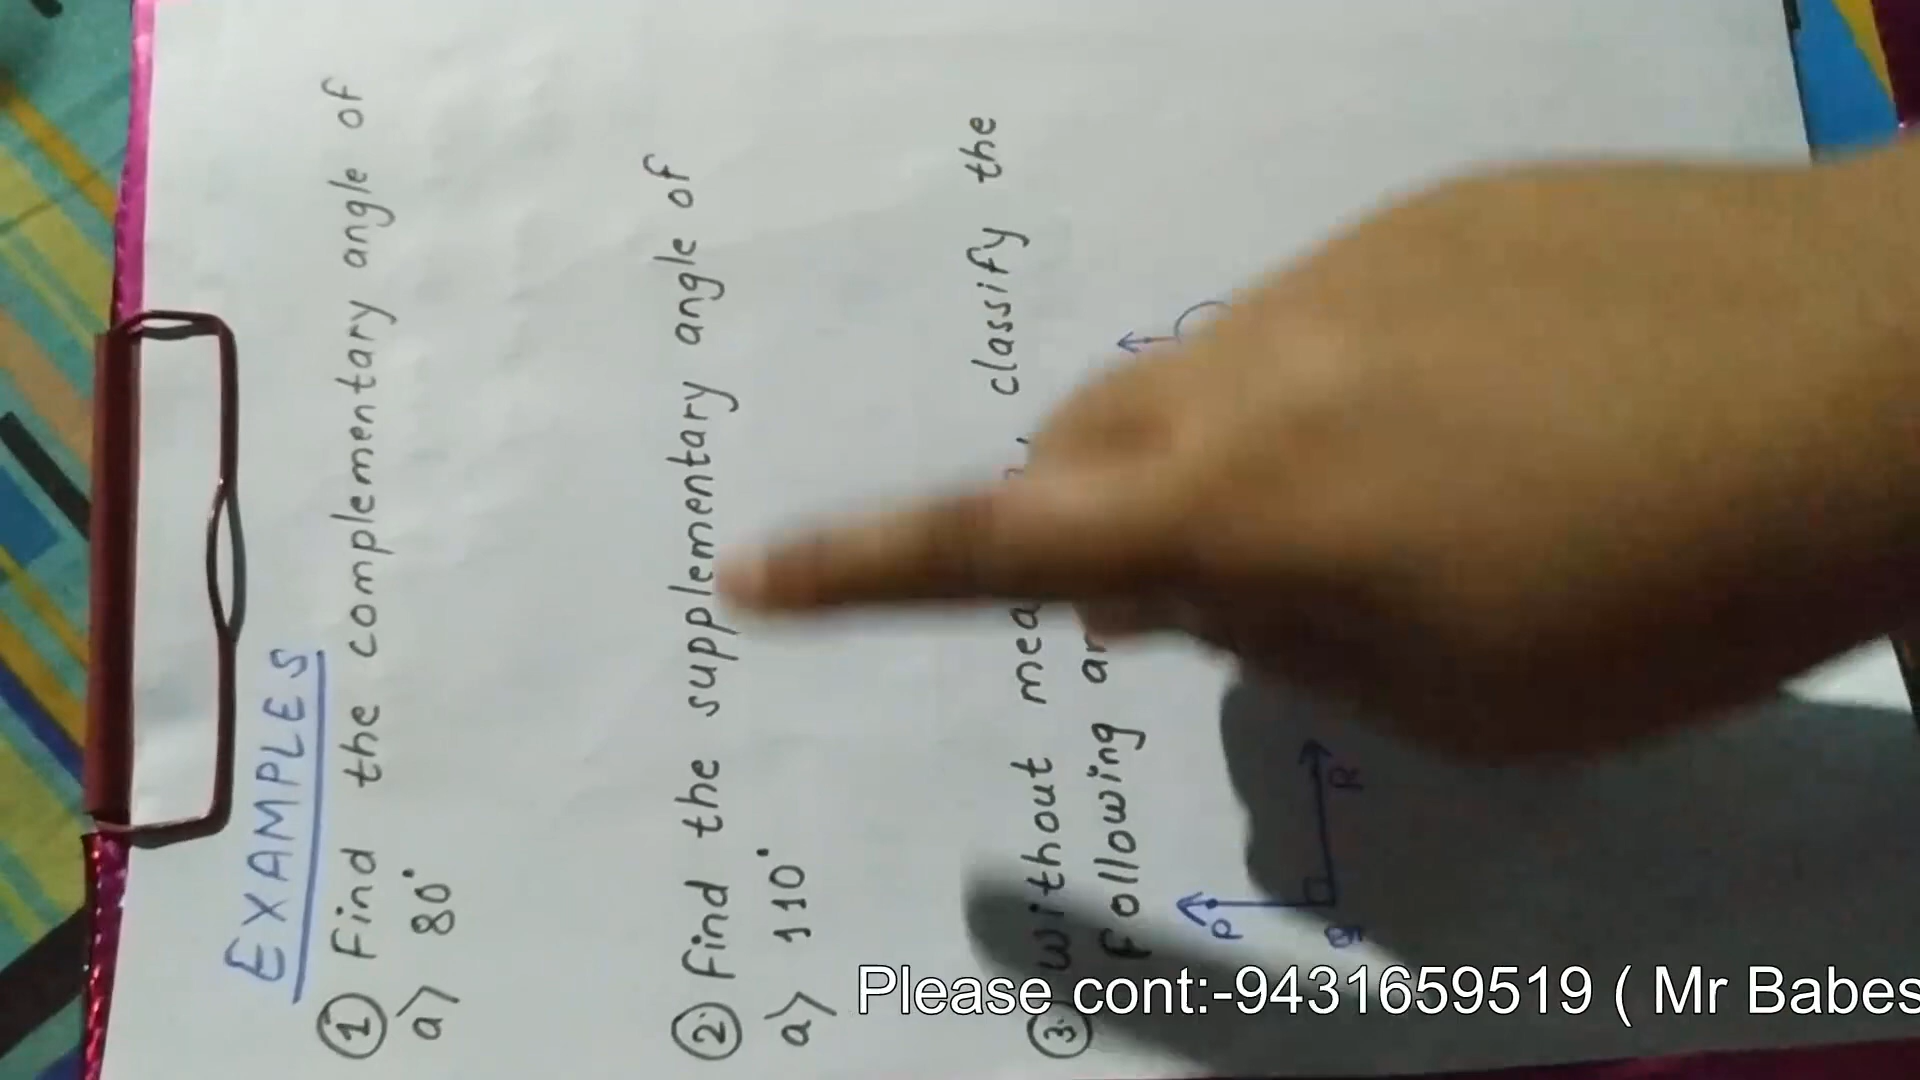 EXAMPLES
① Find the complementary angle of
a) 80°
② Find the supplementary angle of
a) 110°
③ without classify the
following
P
R
Please cont:-9431659519 ( Mr Babes